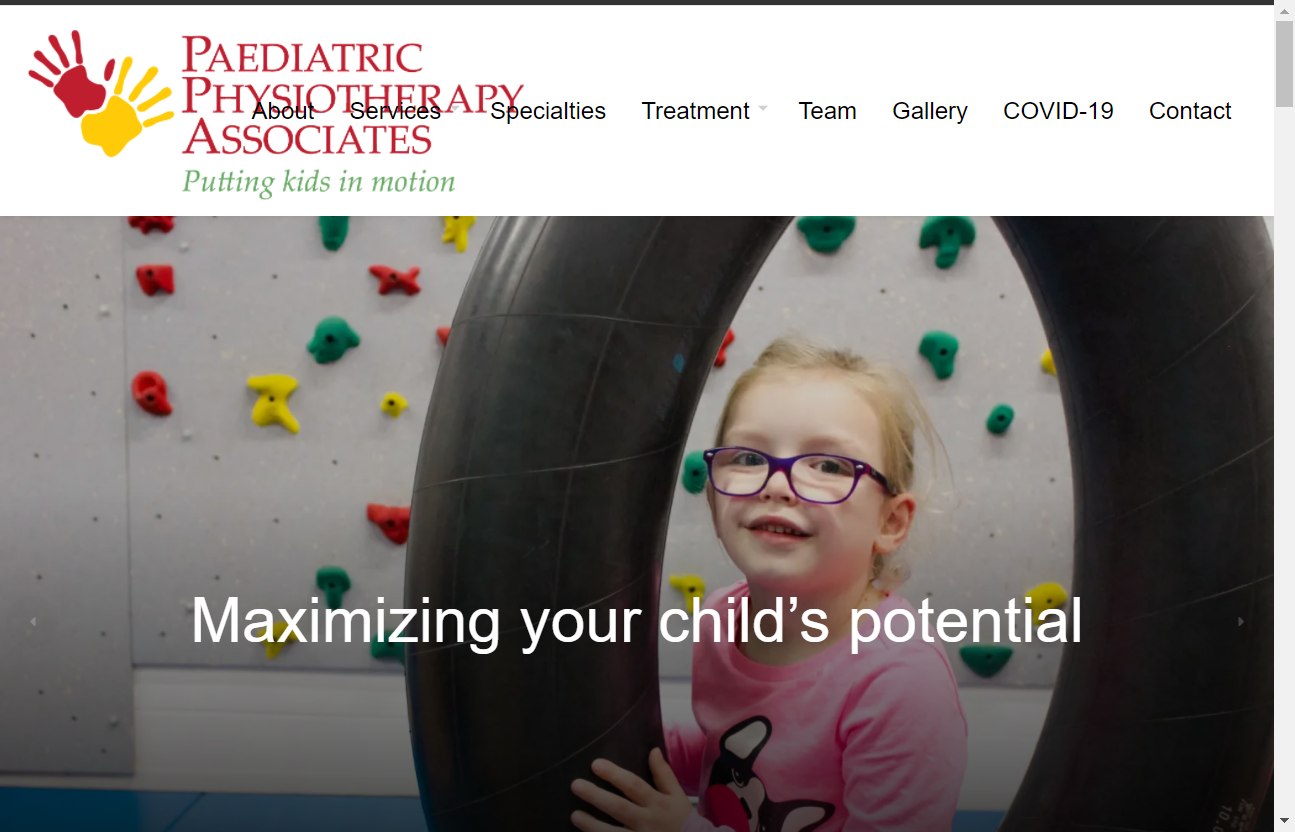 PAEDIATRIC
PHYSIOTHERAPY
ASSOCIATES
Putting kids in motion
About Services Specialties Treatment Team Gallery COVID-19 Contact
Maximizing your child’s potential